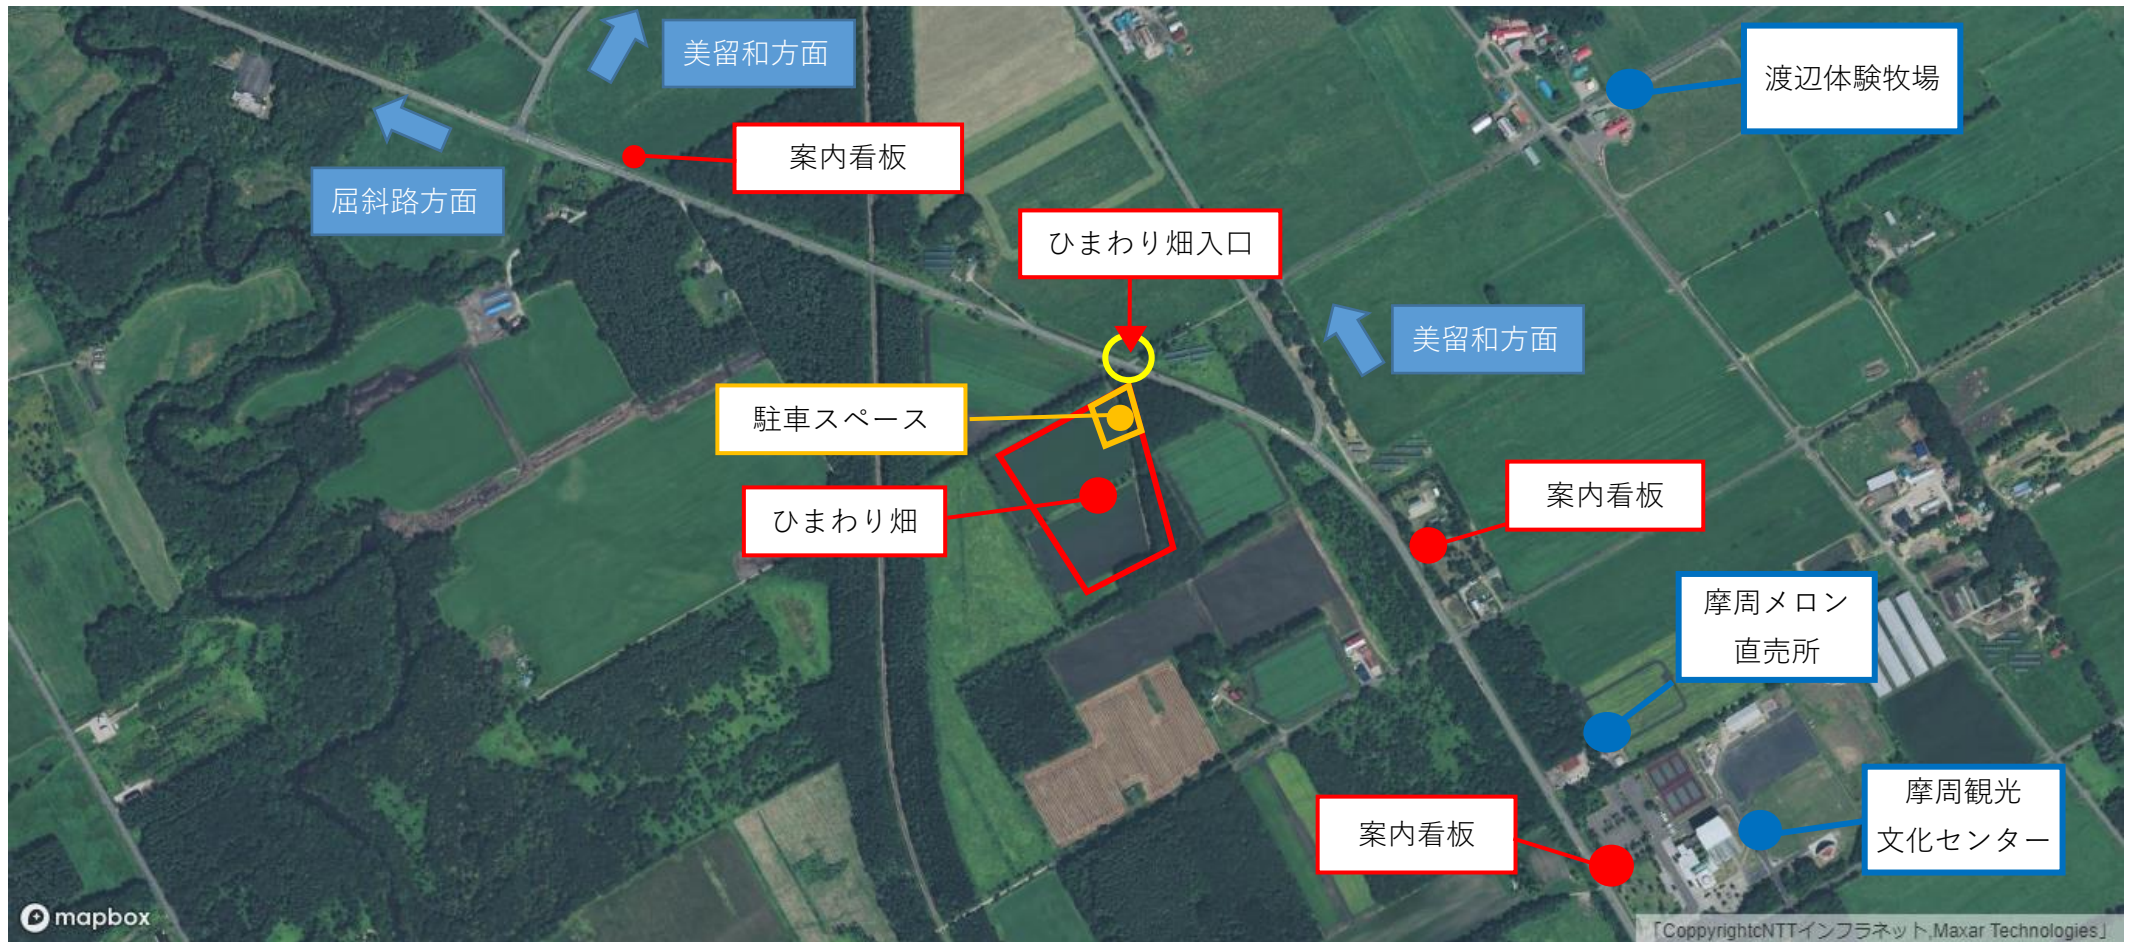 美留和方面
渡辺体験牧場
案内看板
屈斜路方面
ひまわり畑入口
美留和方面
駐車スペース
案内看板
ひまわり畑
摩周メロン
直売所
摩周観光
文化センター
案内看板
mapbox
「CoppyrightcNTTインフラネット,Maxar Technologies」